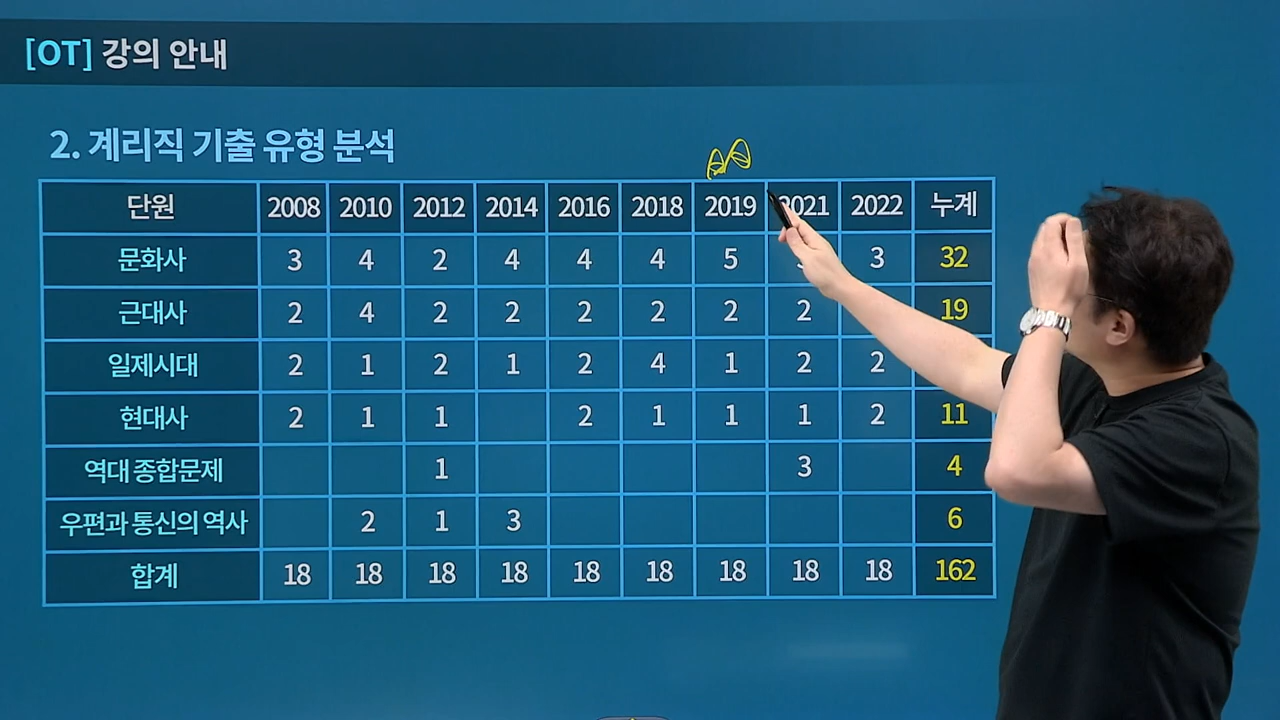 [OT] 강의 안내
2. 계리직 기출 유형 분석
단원 2008 2010 2012 2014 2016 2018 2019 2021 2022 누계
문화사 3 4 2 4 4 4 5 3 32
근대사 2 4 2 2 2 2 2 2 19
일제시대 2 1 2 1 2 4 1 2 2
현대사 2 1 1 2 1 1 1 2 11
역대 종합문제 1 3 4
우편과 통신의 역사 2 1 3 6
합계 18 18 18 18 18 18 18 18 18 162